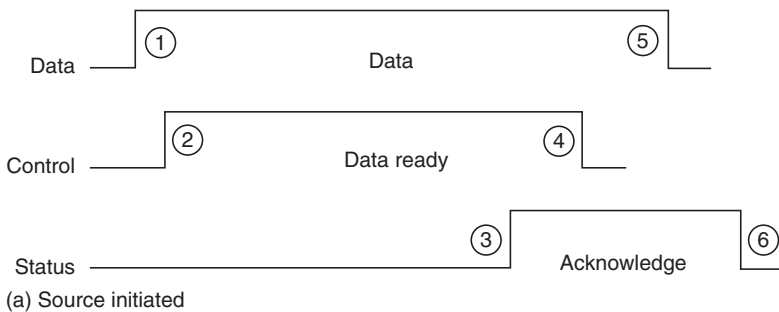 1
5
Data
Data
2
4
Control
Data ready
3
6
Status
Acknowledge
(a) Source initiated